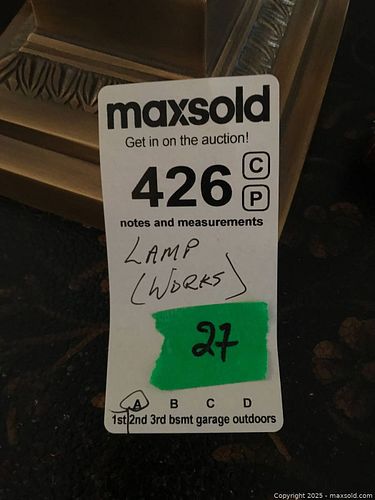 maxsold
Get in on the auction!
426 C
P
notes and measurements
LAMP
(WORKS)
27
A B C D
1st 2nd 3rd bsmt garage outdoors
Copyright 2025 - maxsold.com